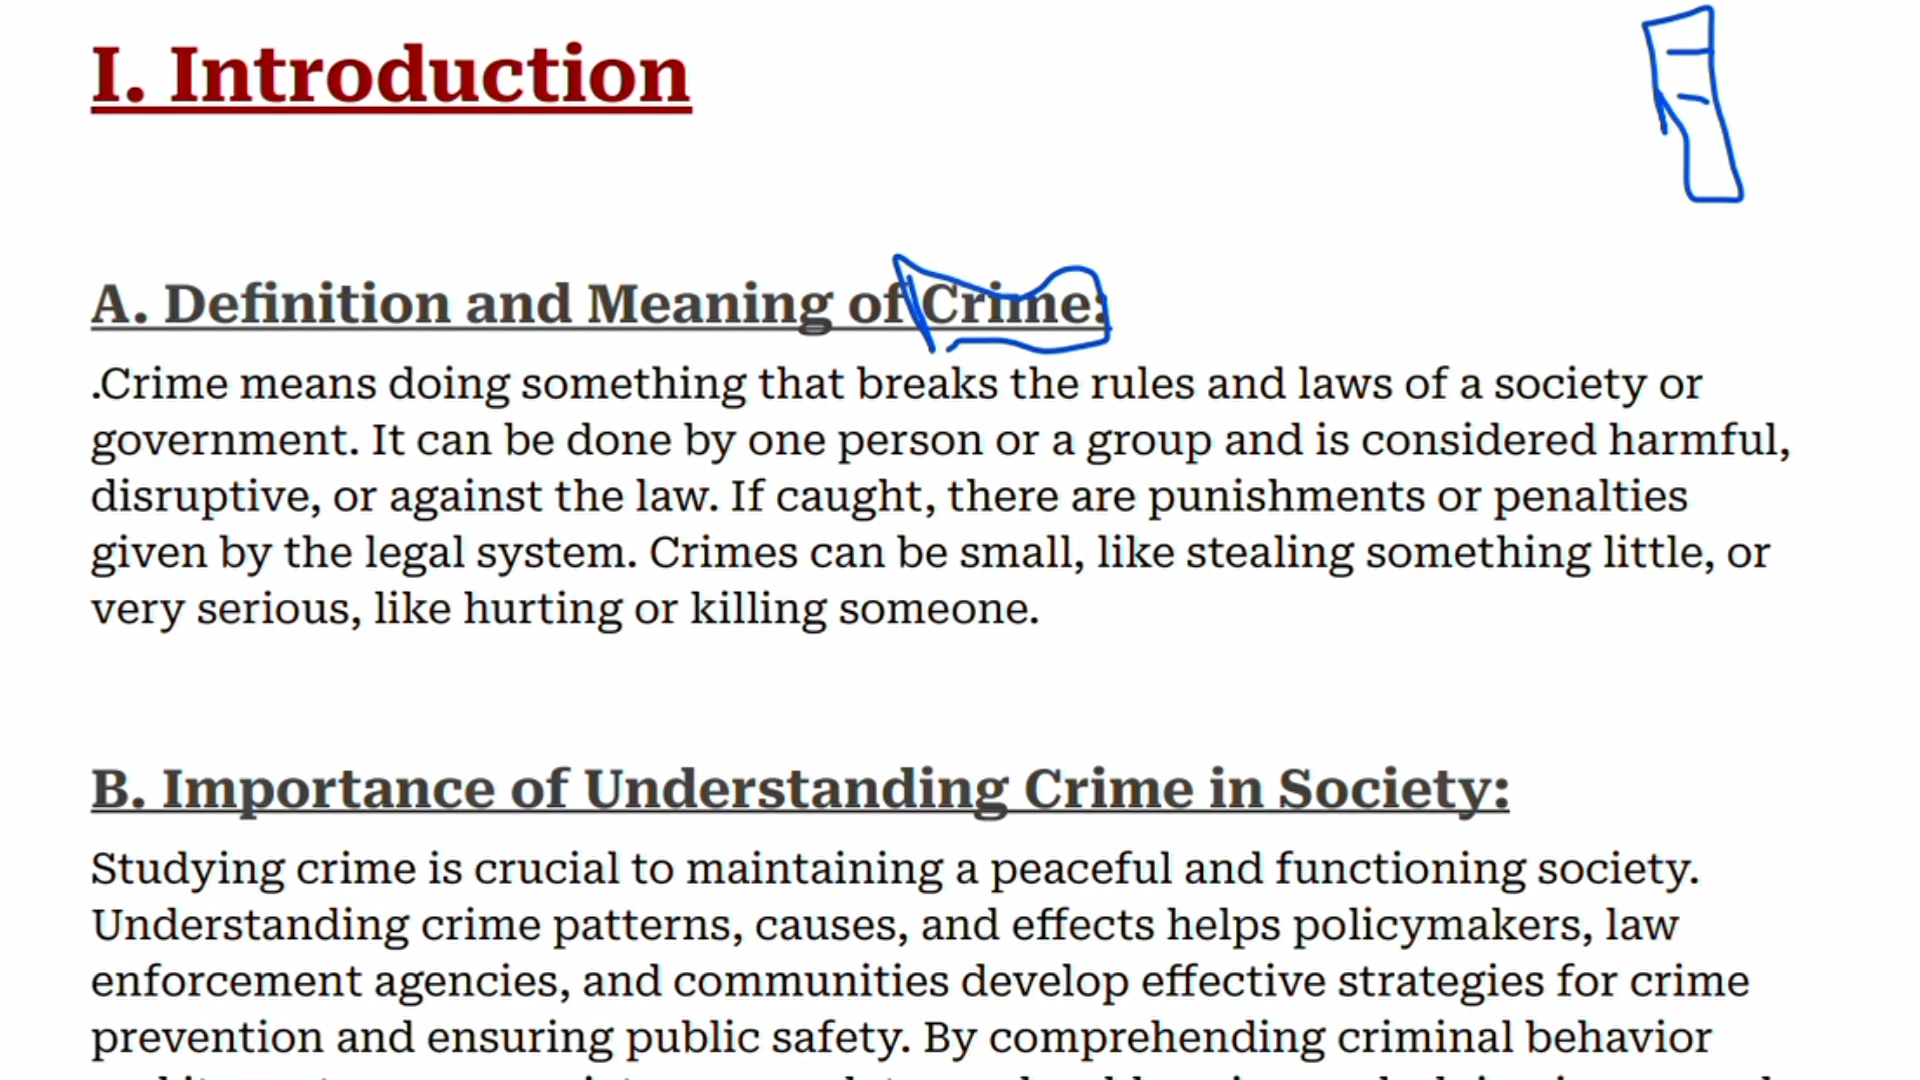 I. Introduction
A. Definition and Meaning of Crime:
.Crime means doing something that breaks the rules and laws of a society or
government. It can be done by one person or a group and is considered harmful,
disruptive, or against the law. If caught, there are punishments or penalties
given by the legal system. Crimes can be small, like stealing something little, or
very serious, like hurting or killing someone.
B. Importance of Understanding Crime in Society:
Studying crime is crucial to maintaining a peaceful and functioning society.
Understanding crime patterns, causes, and effects helps policymakers, law
enforcement agencies, and communities develop effective strategies for crime
prevention and ensuring public safety. By comprehending criminal behavior